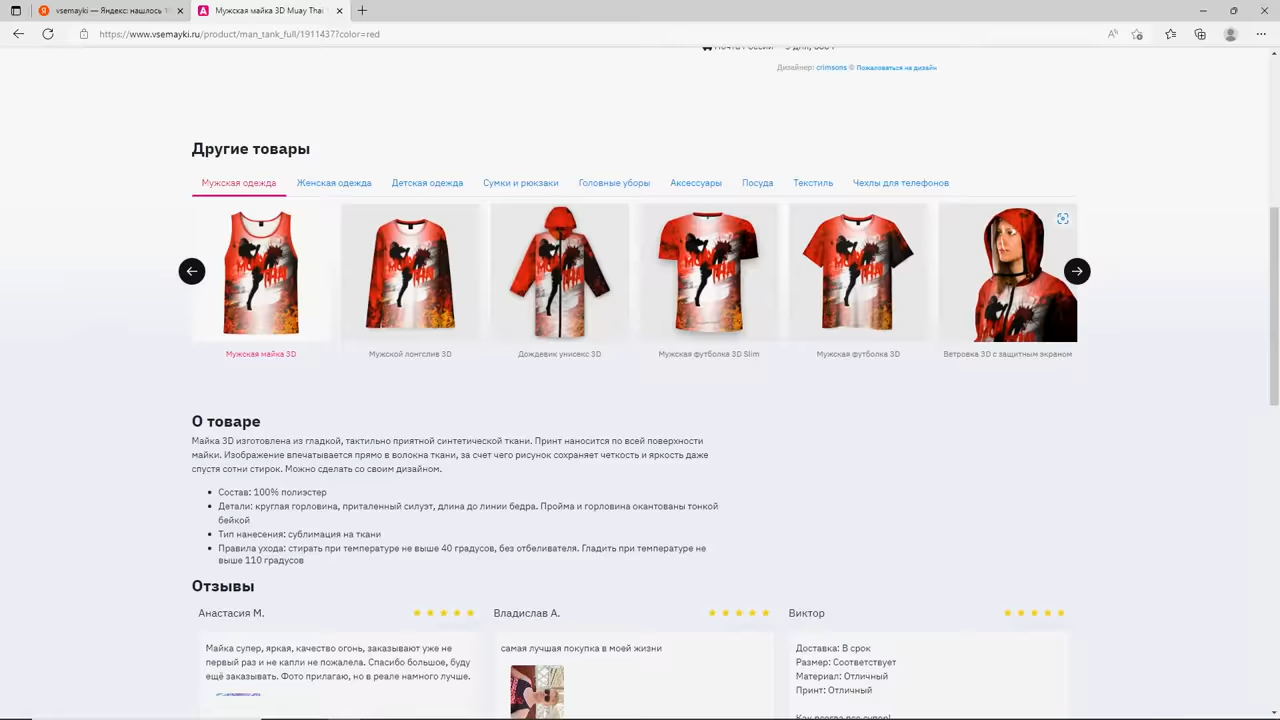 vsemayki — Яндекс: нашлось
Мужская майка 3D Muay Thai
https://www.vsemayki.ru/product/man_tank_full/1911437?color=red
Дизайнер: crimsons © Пожаловаться на дизайн
Другие товары
Мужская одежда Женская одежда Детская одежда Сумки и рюкзаки Головные уборы Аксессуары Посуда Текстиль Чехлы для телефонов
Мужская майка 3D Мужской лонгслив 3D Дождевик унисекс 3D Мужская футболка 3D Slim Мужская футболка 3D Ветровка 3D с защитным экраном
О товаре
Майка 3D изготовлена из гладкой, тактильно приятной синтетической ткани. Принт наносится по всей поверхности
майки. Изображение впечатывается прямо в волокна ткани, за счет чего рисунок сохраняет четкость и яркость даже
спустя сотни стирок. Можно сделать со своим дизайном.
Состав: 100% полиэстер
Детали: круглая горловина, приталенный силуэт, длина до линии бедра. Пройма и горловина окантованы тонкой
бейкой
Тип нанесения: сублимация на ткани
Правила ухода: стирать при температуре не выше 40 градусов, без отбеливателя. Гладить при температуре не
выше 110 градусов
Отзывы
Анастасия М.
Майка супер, яркая, качество огонь, заказывают уже не
первый раз и не капли не пожалела. Спасибо большое, буду
ещё заказывать. Фото прилагаю, но в реале намного лучше.
Владислав А.
самая лучшая покупка в моей жизни
Виктор
Доставка: В срок
Размер: Соответствует
Материал: Отличный
Принт: Отличный
Как всегда все супер!